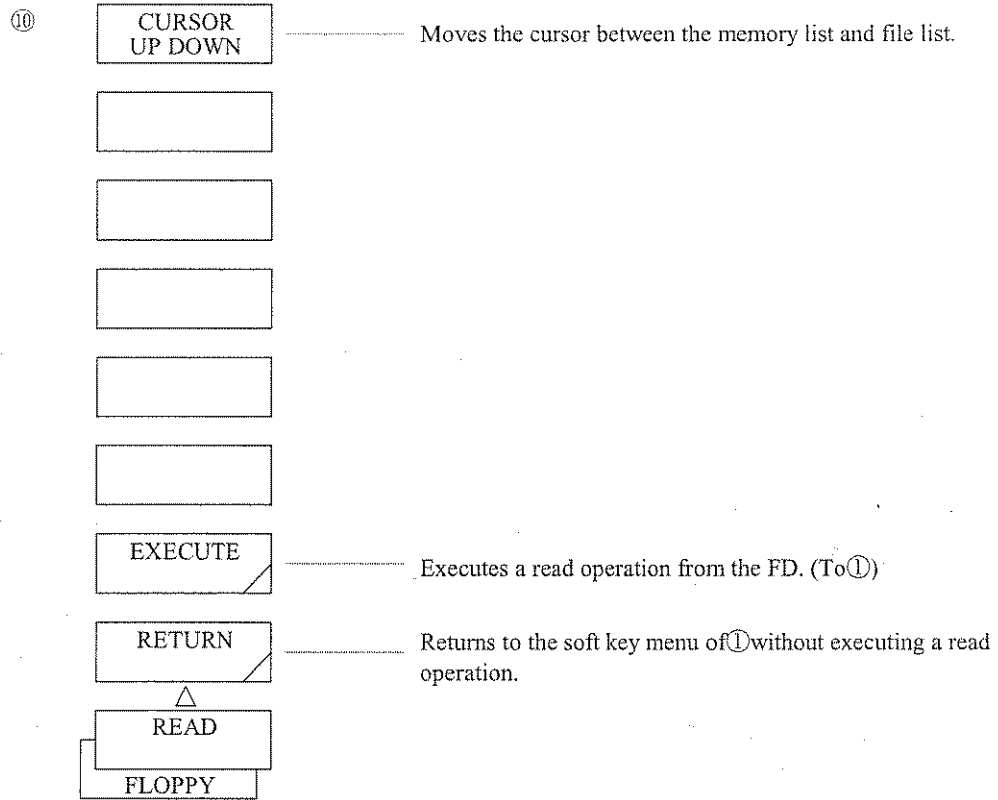 ⑩
CURSOR
UP DOWN
Moves the cursor between the memory list and file list.
EXECUTE
Executes a read operation from the FD. (To①)
RETURN
Returns to the soft key menu of①without executing a read
operation.
△
READ
FLOPPY